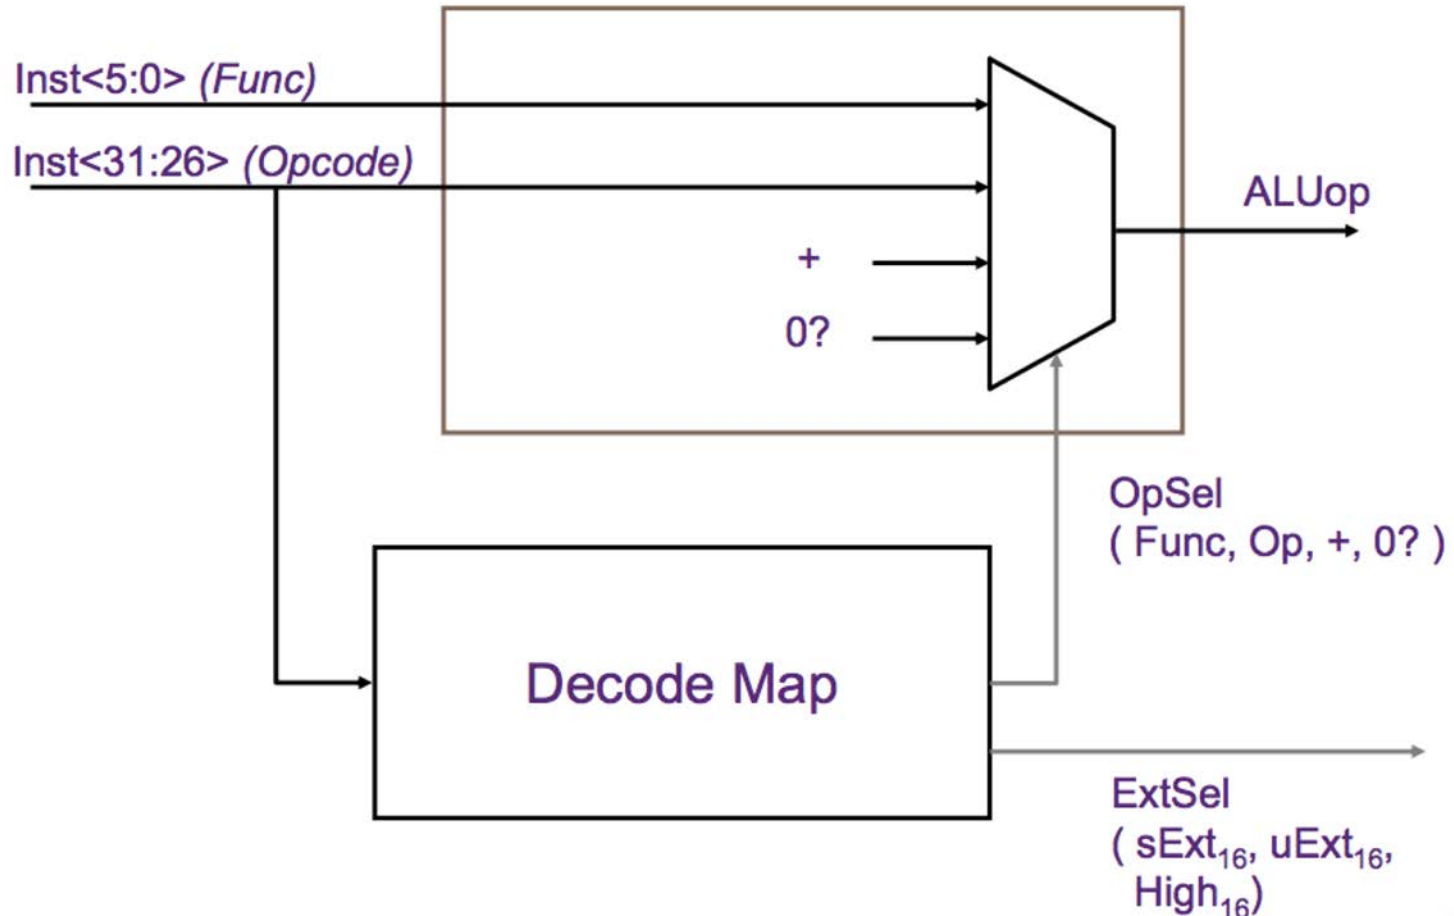 Inst<5:0> (Func)
Inst<31:26> (Opcode)
ALUop
+
0?
OpSel
( Func, Op, +, 0? )
Decode Map
ExtSel
( sExt₁₆, uExt₁₆,
High₁₆)